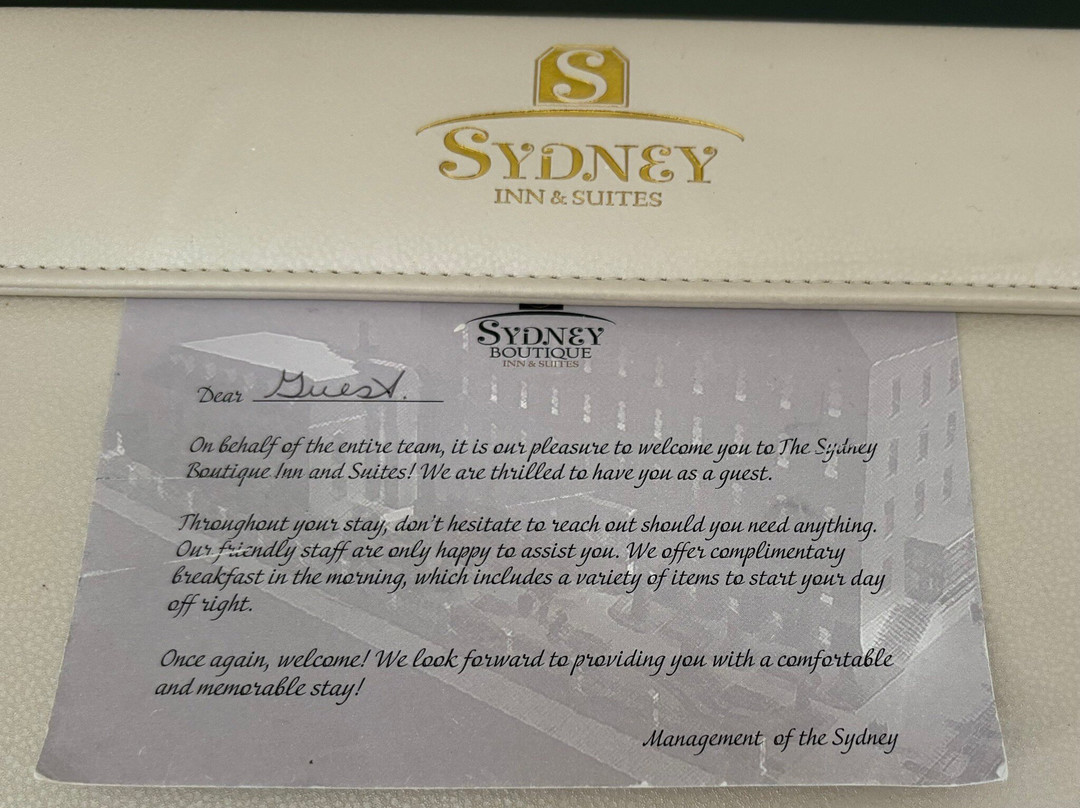 S
SYDNEY
INN & SUITES
SYDNEY
BOUTIQUE
INN & SUITES
Dear Guest.
On behalf of the entire team, it is our pleasure to welcome you to The Sydney
Boutique Inn and Suites! We are thrilled to have you as a guest.
Throughout your stay, don't hesitate to reach out should you need anything.
Our friendly staff are only happy to assist you. We offer complimentary
breakfast in the morning, which includes a variety of items to start your day
off right.
Once again, welcome! We look forward to providing you with a comfortable
and memorable stay!
Management of the Sydney